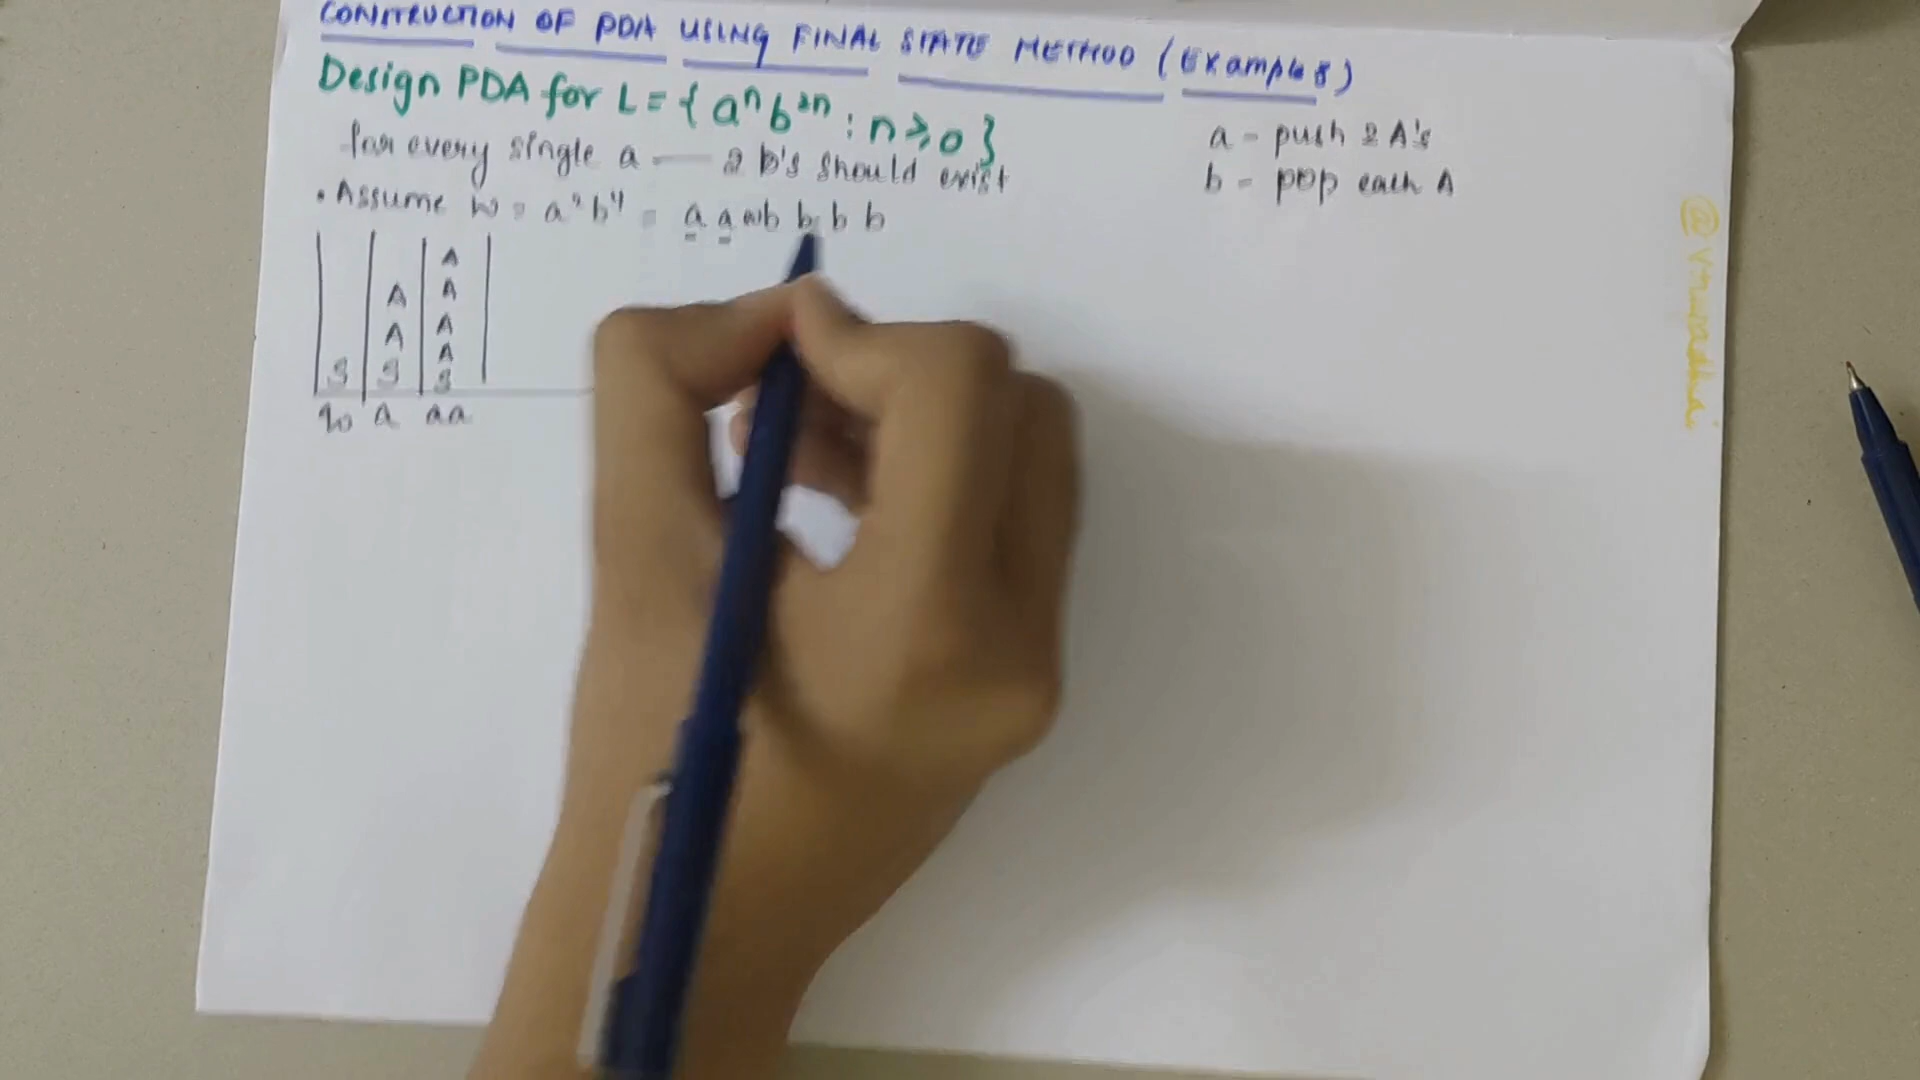 CONSTRUCTION OF PDA USING FINAL STATE METHOD (Example 8)
Design PDA for L = { aⁿ b²ⁿ : n ≥ 0 }
for every single a — 2 b's should exist
a - push 2 A's
b - pop each A
• Assume w = a² b⁴ = a a b b b b
A
A A
A A
A A
S S S
a aa